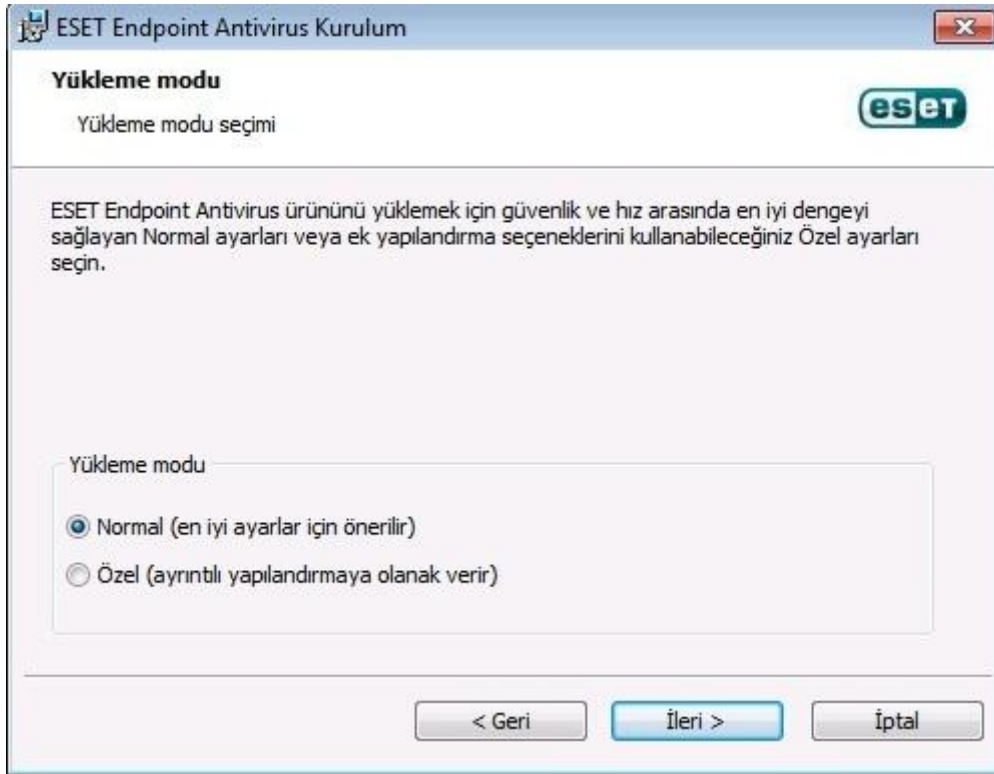 ESET Endpoint Antivirus Kurulum
Yükleme modu
Yükleme modu seçimi
eseT
ESET Endpoint Antivirus ürününü yüklemek için güvenlik ve hız arasında en iyi dengeyi
sağlayan Normal ayarları veya ek yapılandırma seçeneklerini kullanabileceğiniz Özel ayarları
seçin.
Yükleme modu
Normal (en iyi ayarlar için önerilir)
Özel (ayrıntılı yapılandırmaya olanak verir)
< Geri
İleri >
İptal